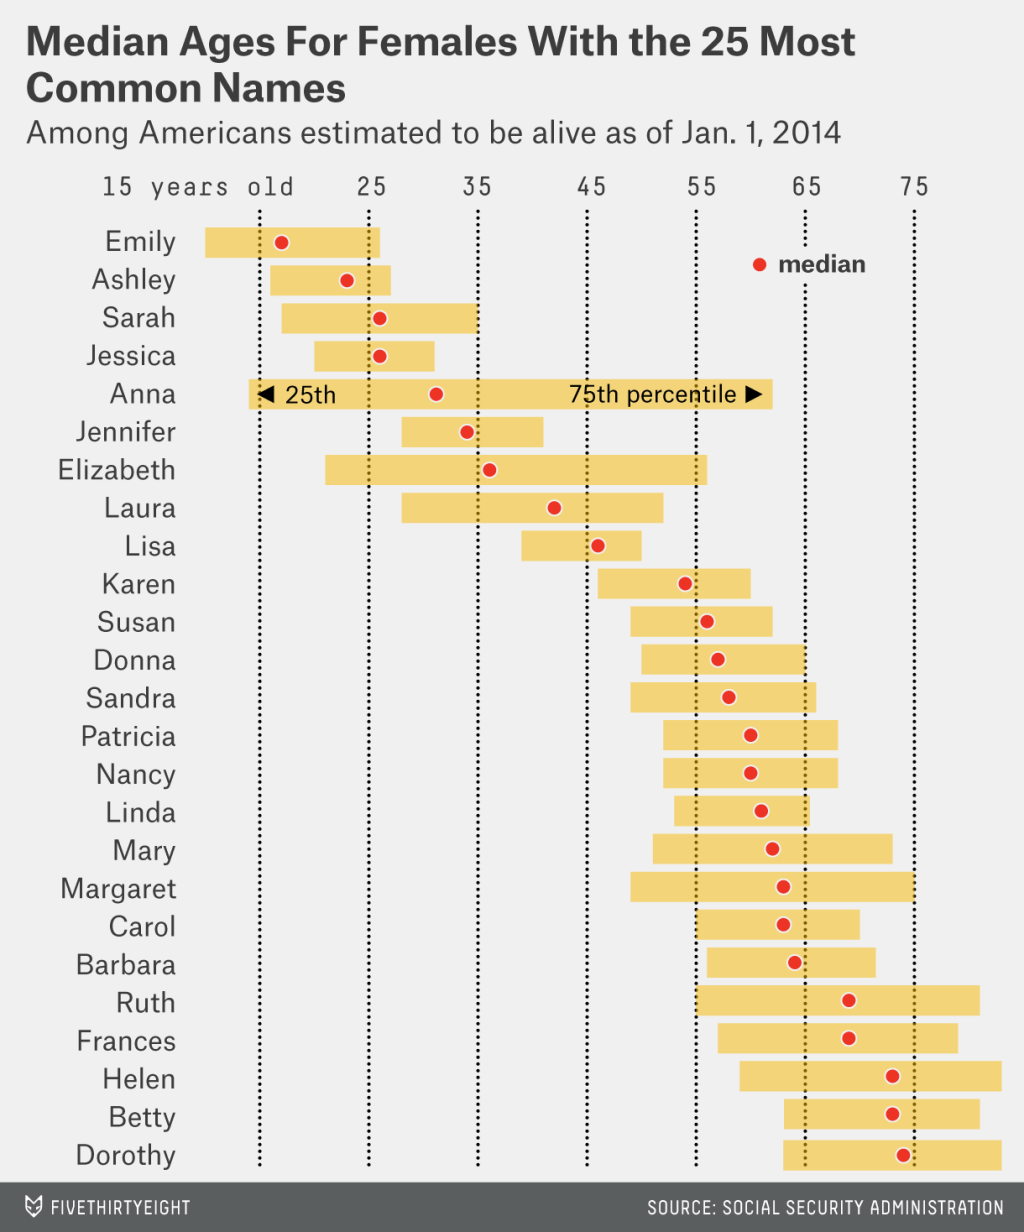 Median Ages For Females With the 25 Most
Common Names
Among Americans estimated to be alive as of Jan. 1, 2014
15 years old 25 35 45 55 65 75
Emily
median
Ashley
Sarah
Jessica
Anna ◀ 25th 75th percentile ▶
Jennifer
Elizabeth
Laura
Lisa
Karen
Susan
Donna
Sandra
Patricia
Nancy
Linda
Mary
Margaret
Carol
Barbara
Ruth
Frances
Helen
Betty
Dorothy
FIVETHIRTYEIGHT SOURCE: SOCIAL SECURITY ADMINISTRATION